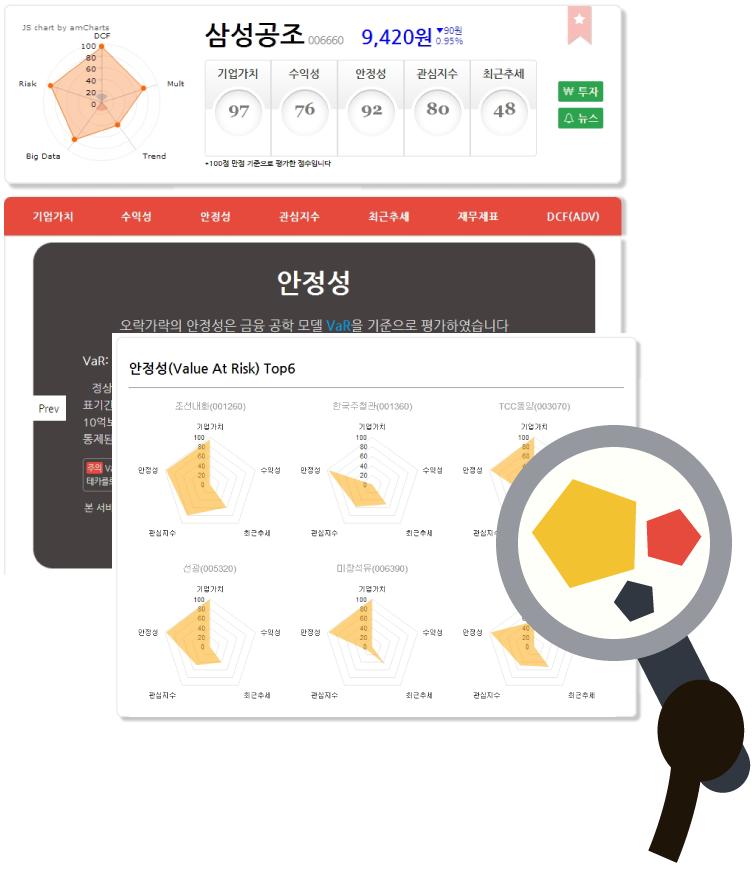 JS chart by amCharts
DCF
100
80
60
40
20
0
Risk
Mult
Big Data
Trend
삼성공조 006660 9,420원 ▼90원
0.95%
기업가치 수익성 안정성 관심지수 최근추세
97 76 92 80 48
*100점 만점 기준으로 평가한 점수입니다
₩ 투자
뉴스
기업가치 수익성 안정성 관심지수 최근추세 재무제표 DCF(ADV)
안정성
오락가락의 안정성은 금융 공학 모델 VaR을 기준으로 평가하였습니다
VaR:
정상
표기간
10억보
통제된
주의 Va
테카를로
본 서비
Prev
안정성(Value At Risk) Top6
조선내화(001260) 한국주철관(001360) TCC동양(003070)
기업가치 기업가치 기업가치
100 100 100
80 80 80
60 60 60
40 40
20 20
0 0
안정성 수익성 안정성 수익성 안정성
관심지수 최근추세 관심지수 최근추세 관심지수
선광(005320) 미창석유(006390)
기업가치 기업가치
100 100
80 80
60 60
40 40 40
20 20 20
0 0 0
안정성 수익성 안정성 수익성 안정성 수익성
관심지수 최근추세 관심지수 최근추세 관심지수 최근추세